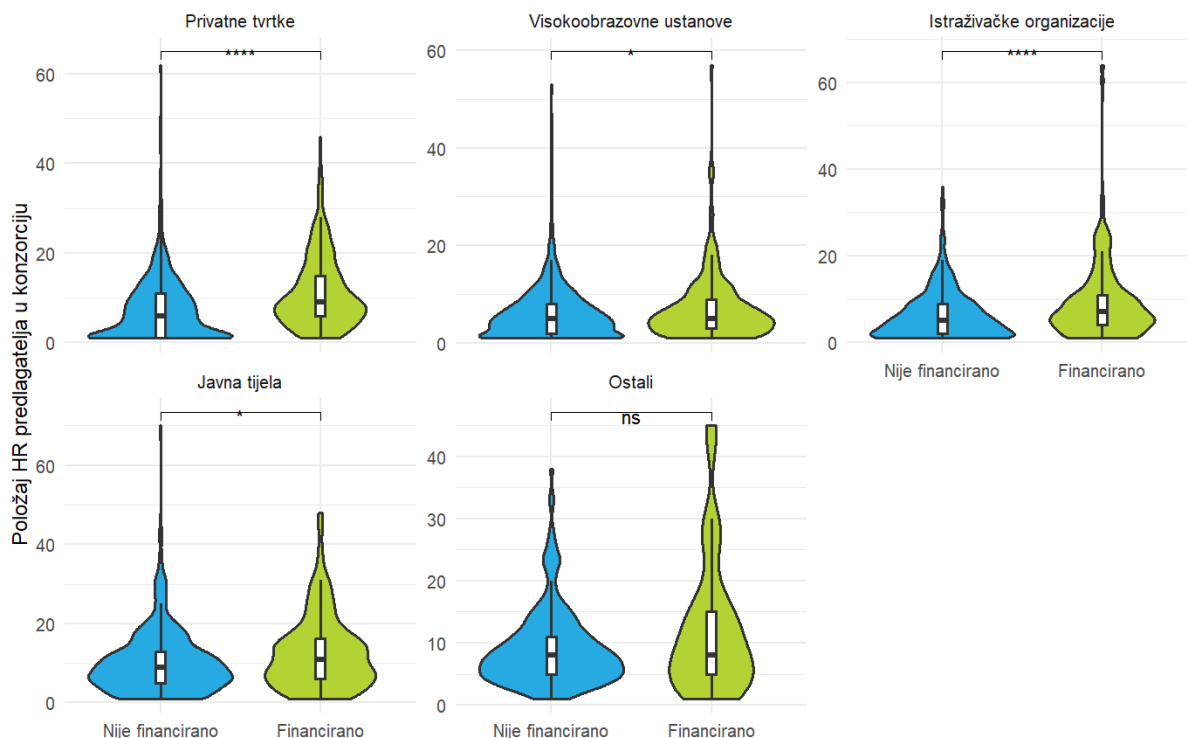 Položaj HR predlagatelja u konzorciju
Privatne tvrtke
****
60
40
20
0
Visokoobrazovne ustanove
*
60
40
20
0
Istraživačke organizacije
****
60
40
20
0
Nije financirano Financirano
Javna tijela
*
60
40
20
0
Nije financirano Financirano
Ostali
ns
40
30
20
10
0
Nije financirano Financirano